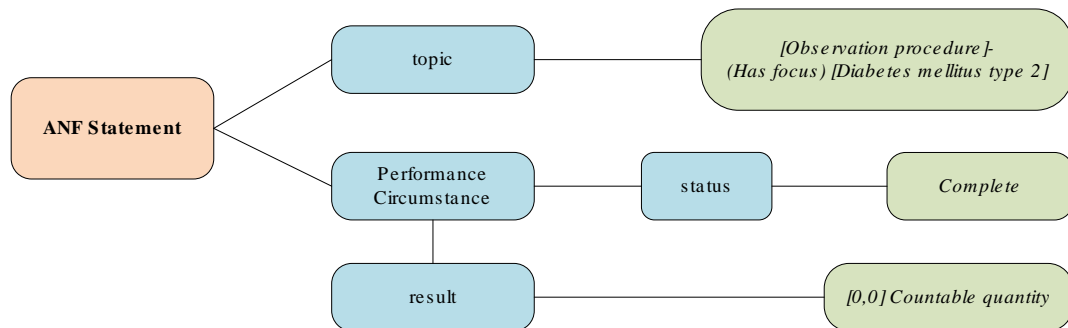 topic
[Observation procedure]-
(Has focus) [Diabetes mellitus type 2]
ANF Statement
Performance
Circumstance
status
Complete
result
[0,0] Countable quantity